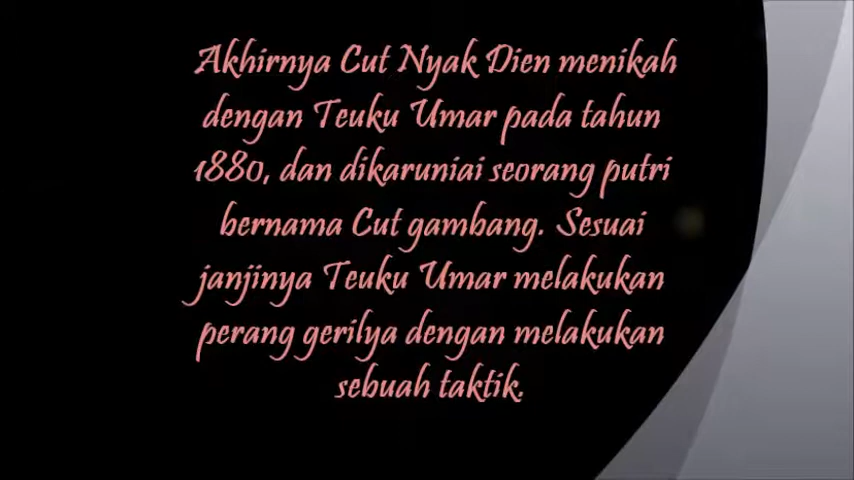 Akhirnya Cut Nyak Dien menikah
dengan Teuku Umar pada tahun
1880, dan dikaruniai seorang putri
bernama Cut gambang. Sesuai
janjinya Teuku Umar melakukan
perang gerilya dengan melakukan
sebuah taktik.